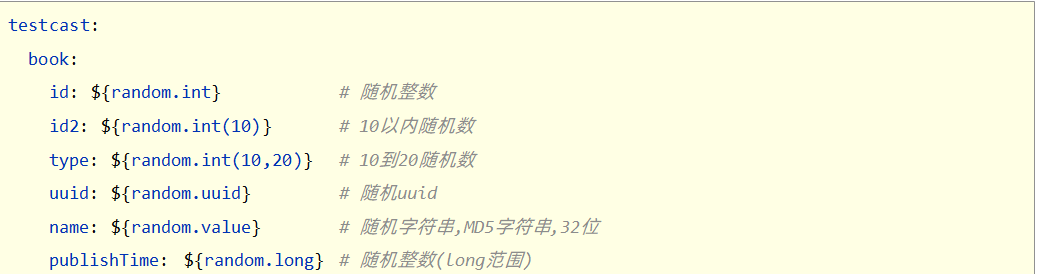 testcast:
  book:
    id: ${random.int}           # 随机整数
    id2: ${random.int(10)}      # 10以内随机数
    type: ${random.int(10,20)}  # 10到20随机数
    uuid: ${random.uuid}        # 随机uuid
    name: ${random.value}       # 随机字符串,MD5字符串,32位
    publishTime: ${random.long} # 随机整数(long范围)